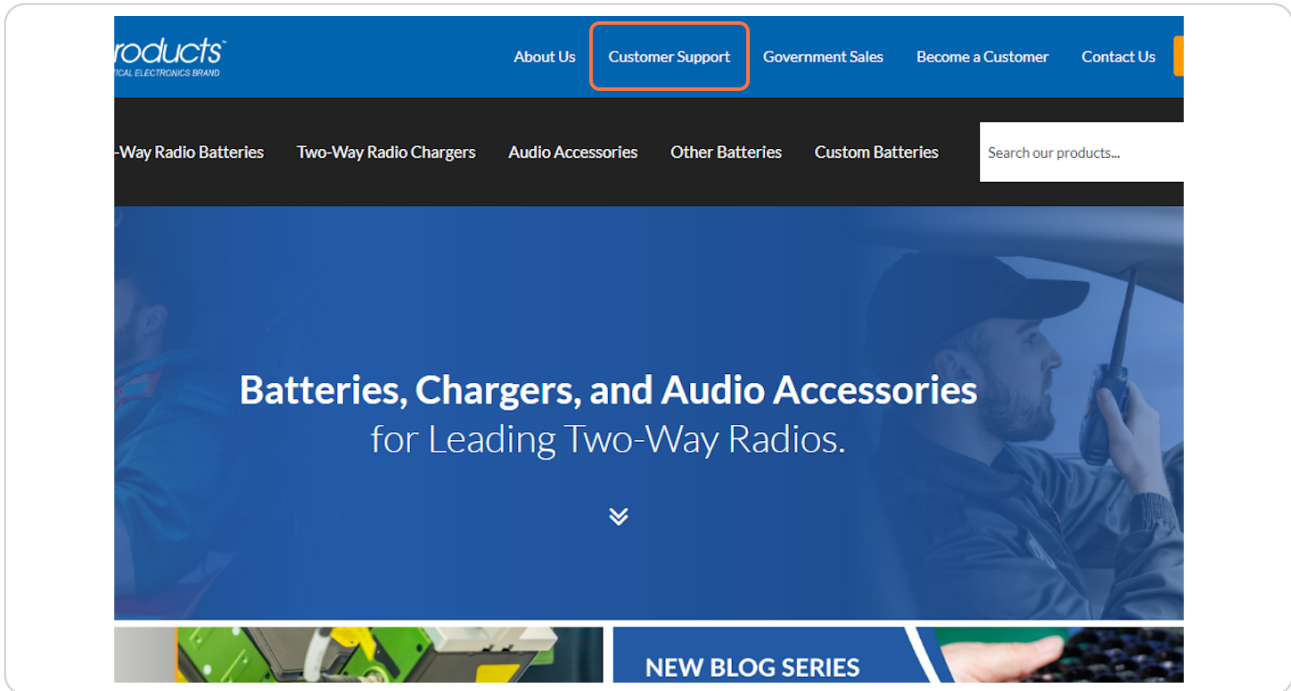 roducts™
ICAL ELECTRONICS BRAND
About Us Customer Support Government Sales Become a Customer Contact Us
-Way Radio Batteries Two-Way Radio Chargers Audio Accessories Other Batteries Custom Batteries Search our products...
Batteries, Chargers, and Audio Accessories
for Leading Two-Way Radios.
NEW BLOG SERIES